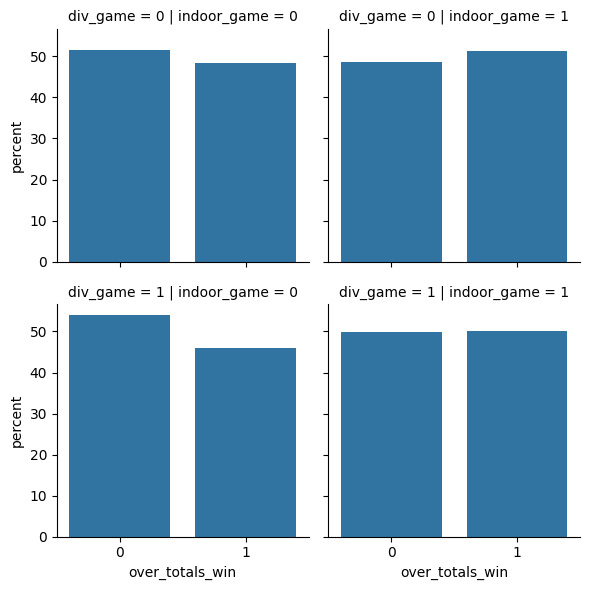 div_game = 0 | indoor_game = 0
div_game = 0 | indoor_game = 1
50
40
30
20
10
0
percent
div_game = 1 | indoor_game = 0
div_game = 1 | indoor_game = 1
50
40
30
20
10
0
percent
0 1
0 1
over_totals_win
over_totals_win